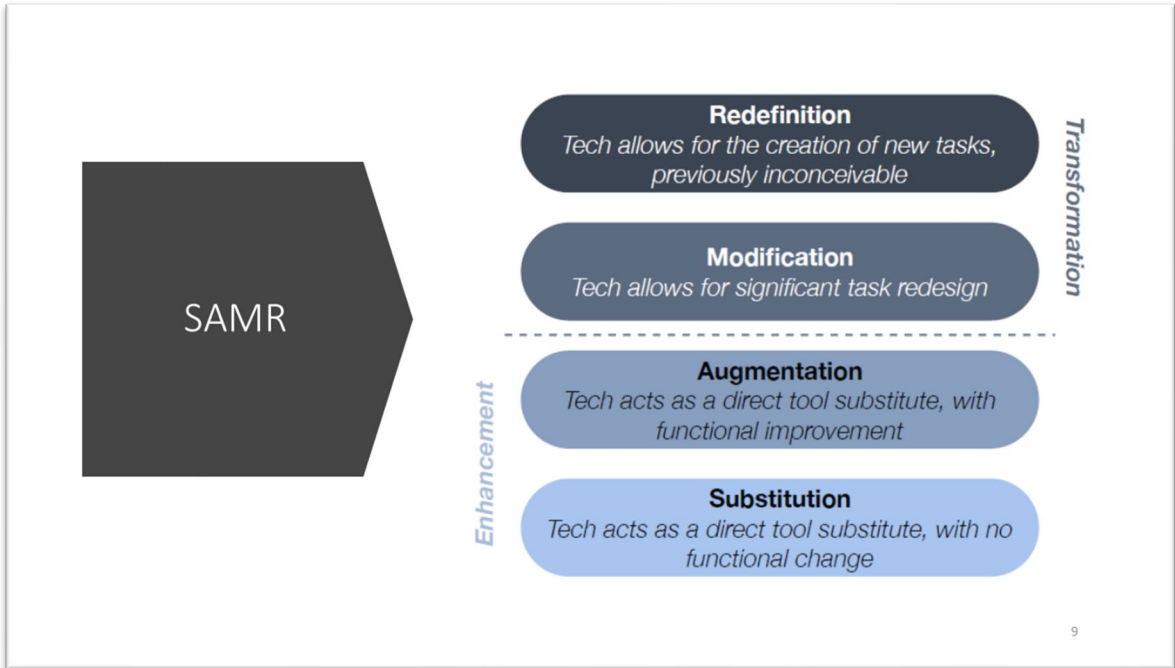 SAMR
Redefinition
Tech allows for the creation of new tasks,
previously inconceivable
Modification
Tech allows for significant task redesign
Transformation
Augmentation
Tech acts as a direct tool substitute, with
functional improvement
Substitution
Tech acts as a direct tool substitute, with no
functional change
Enhancement
9